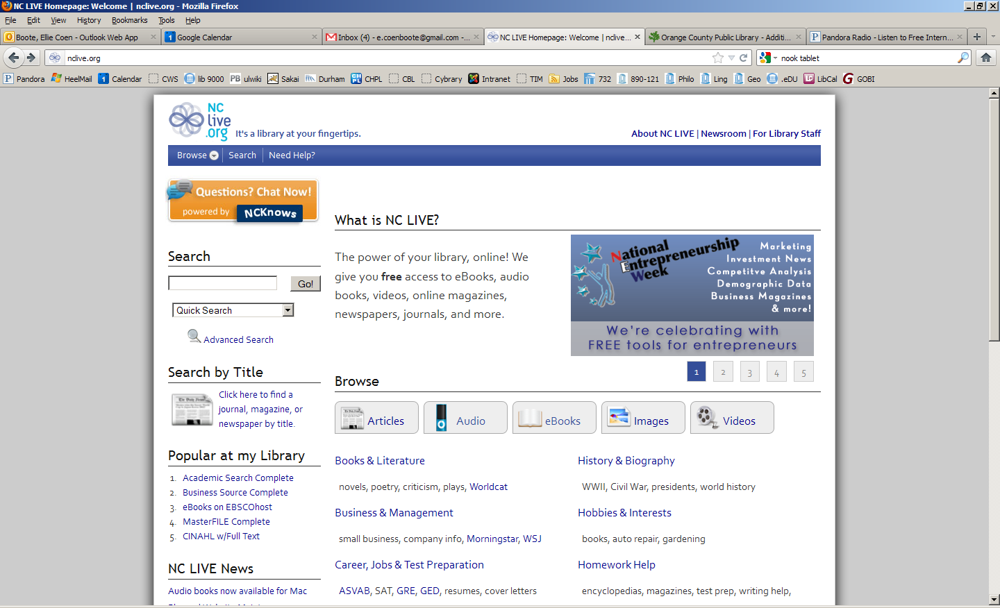 NC LIVE Homepage: Welcome | nclive.org - Mozilla Firefox
File Edit View History Bookmarks Tools Help
Boote, Ellie Coen - Outlook Web App
1 Google Calendar
Inbox (4) - e.coenboote@gmail.com -...
NC LIVE Homepage: Welcome | nclive...
Orange County Public Library - Additi...
Pandora Radio - Listen to Free Intern...
nclive.org
nook tablet
Pandora HeelMail 1 Calendar CWS lib 9000 PB ulwiki Sakai Durham CHPL CHPL CBL Cybrary Intranet TIM Jobs 732 890-121 Philo Ling Geo .eDU LibCal GOBI
NC
live
.org
It's a library at your fingertips.
About NC LIVE | Newsroom | For Library Staff
Browse Search Need Help?
Questions? Chat Now!
powered by NCKnows
Search
Go!
Quick Search
Advanced Search
Search by Title
Click here to find a
journal, magazine, or
newspaper by title.
Popular at my Library
1. Academic Search Complete
2. Business Source Complete
3. eBooks on EBSCOhost
4. MasterFILE Complete
5. CINAHL w/Full Text
NC LIVE News
Audio books now available for Mac
What is NC LIVE?
The power of your library, online! We
give you free access to eBooks, audio
books, videos, online magazines,
newspapers, journals, and more.
National
Entrepreneurship
Week
Marketing
Investment News
Competitve Analysis
Demographic Data
Business Magazines
& more!
We're celebrating with
FREE tools for entrepreneurs
1 2 3 4 5
Browse
Articles Audio eBooks Images Videos
Books & Literature
novels, poetry, criticism, plays, Worldcat
Business & Management
small business, company info, Morningstar, WSJ
Career, Jobs & Test Preparation
ASVAB, SAT, GRE, GED, resumes, cover letters
History & Biography
WWII, Civil War, presidents, world history
Hobbies & Interests
books, auto repair, gardening
Homework Help
encyclopedias, magazines, test prep, writing help,